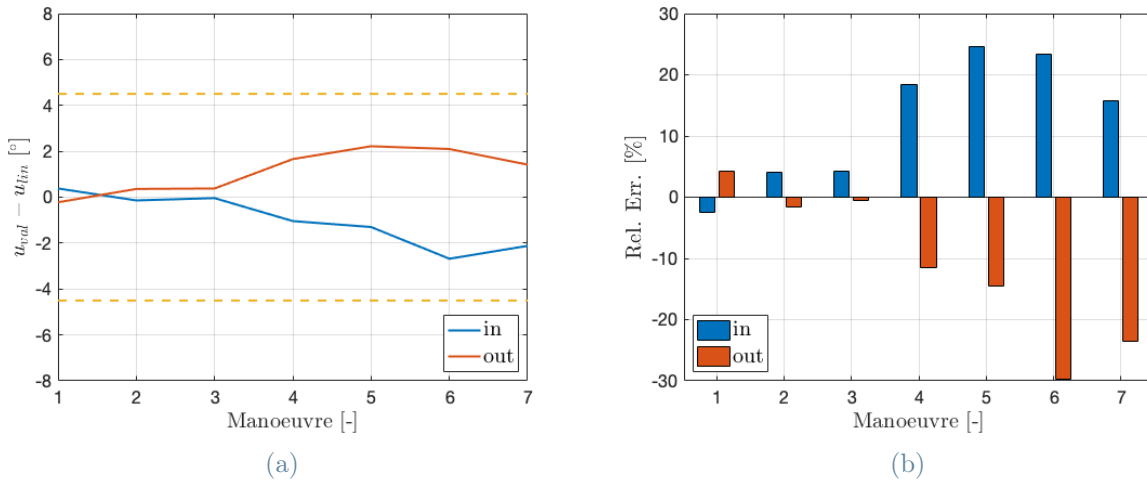 8
6
4
2
0
-2
-4
-6
-8
u_val − u_lin [°]
1 2 3 4 5 6 7
Manoeuvre [-]
in
out
(a)
30
20
10
0
-10
-20
-30
Rel. Err. [%]
1 2 3 4 5 6 7
Manoeuvre [-]
in
out
(b)